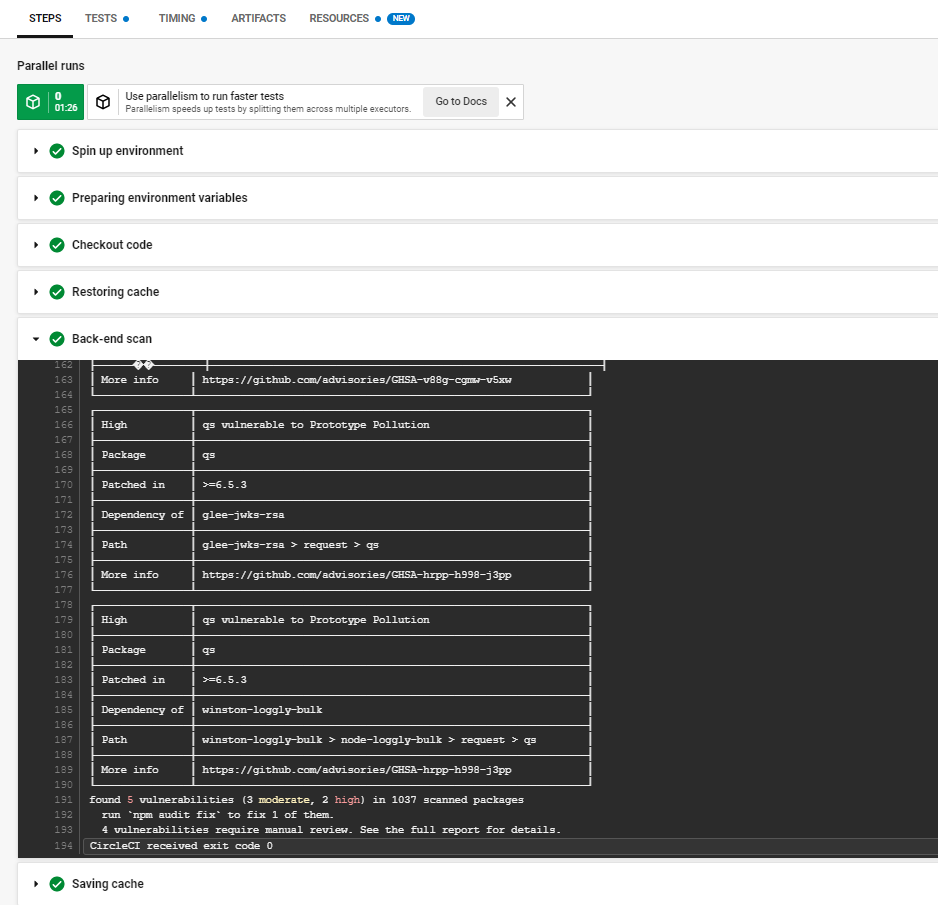 STEPS TESTS TIMING ARTIFACTS RESOURCES NEW
Parallel runs
0
01:26
Use parallelism to run faster tests
Parallelism speeds up tests by splitting them across multiple executors.
Go to Docs
Spin up environment
Preparing environment variables
Checkout code
Restoring cache
Back-end scan
162
163 More info https://github.com/advisories/GHSA-v88g-cgmw-v5xw
164
165
166 High qs vulnerable to Prototype Pollution
167
168 Package qs
169
170 Patched in >=6.5.3
171
172 Dependency of glee-jwks-rsa
173
174 Path glee-jwks-rsa > request > qs
175
176 More info https://github.com/advisories/GHSA-hrpp-h998-j3pp
177
178
179 High qs vulnerable to Prototype Pollution
180
181 Package qs
182
183 Patched in >=6.5.3
184
185 Dependency of winston-loggly-bulk
186
187 Path winston-loggly-bulk > node-loggly-bulk > request > qs
188
189 More info https://github.com/advisories/GHSA-hrpp-h998-j3pp
190
191 found 5 vulnerabilities (3 moderate, 2 high) in 1037 scanned packages
192 run `npm audit fix` to fix 1 of them.
193 4 vulnerabilities require manual review. See the full report for details.
194 CircleCI received exit code 0
Saving cache